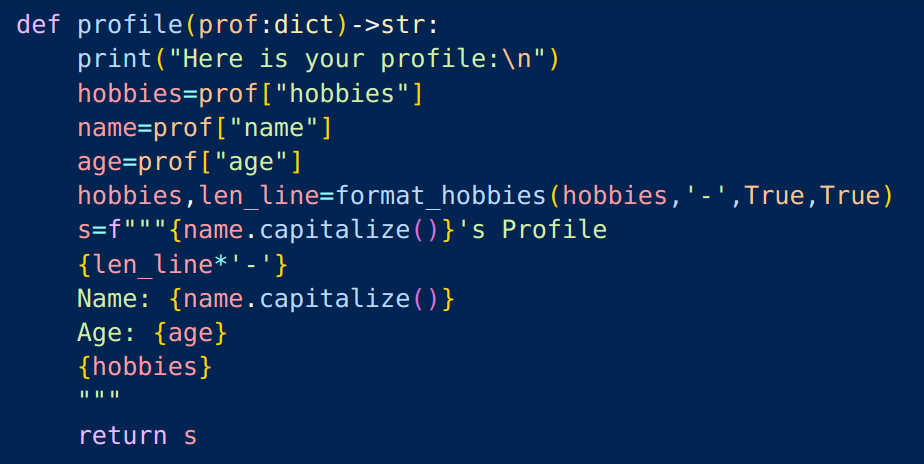 def profile(prof:dict)->str:
    print("Here is your profile:\n")
    hobbies=prof["hobbies"]
    name=prof["name"]
    age=prof["age"]
    hobbies,len_line=format_hobbies(hobbies,'-',True,True)
    s=f"""{name.capitalize()}'s Profile
    {len_line*'-'}
    Name: {name.capitalize()}
    Age: {age}
    {hobbies}
    """
    return s